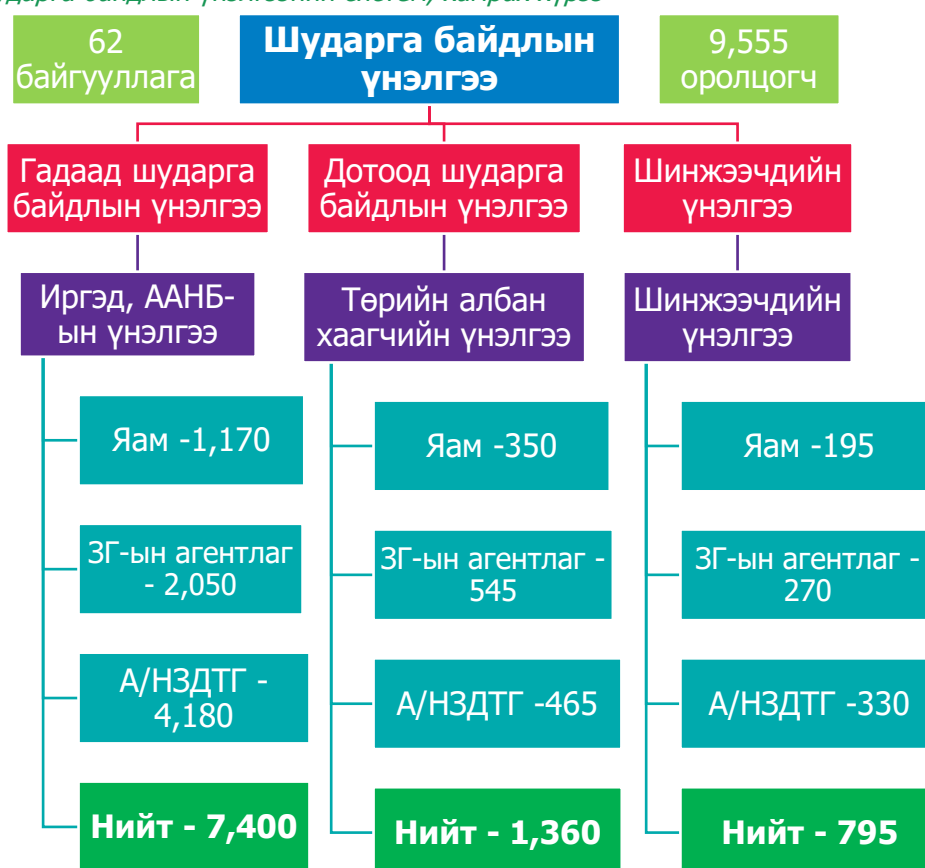 байдлын үнэлгээний
62
байгууллага
Шударга байдлын
үнэлгээ
9,555
оролцогч
Гадаад шударга
байдлын үнэлгээ
Дотоод шударга
байдлын үнэлгээ
Шинжээчдийн
үнэлгээ
Иргэд, ААНБ-
ын үнэлгээ
Төрийн албан
хаагчийн үнэлгээ
Шинжээчдийн
үнэлгээ
Яам -1,170
Яам -350
Яам -195
ЗГ-ын агентлаг
- 2,050
ЗГ-ын агентлаг -
545
ЗГ-ын агентлаг -
270
А/НЗДТГ -
4,180
А/НЗДТГ -465
А/НЗДТГ -330
Нийт - 7,400
Нийт - 1,360
Нийт - 795